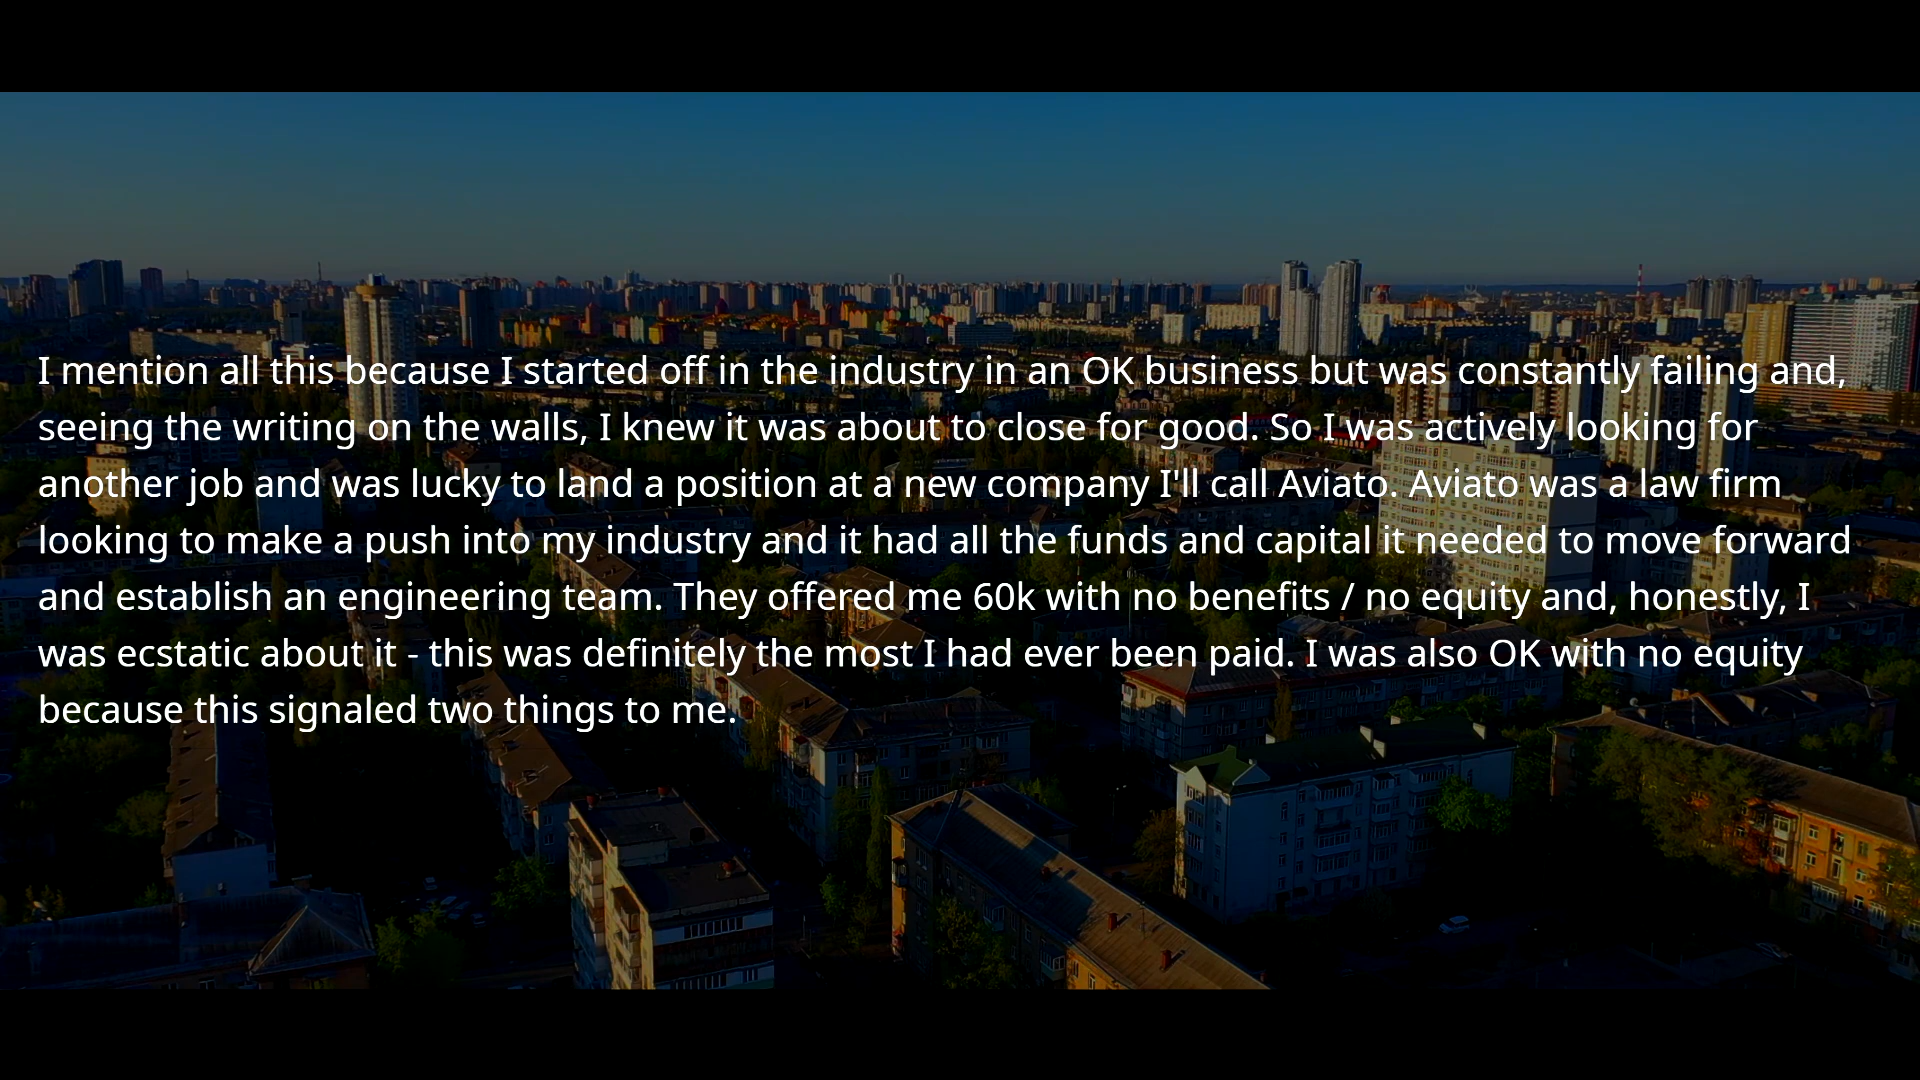 I mention all this because I started off in the industry in an OK business but was constantly failing and,
seeing the writing on the walls, I knew it was about to close for good. So I was actively looking for
another job and was lucky to land a position at a new company I'll call Aviato. Aviato was a law firm
looking to make a push into my industry and it had all the funds and capital it needed to move forward
and establish an engineering team. They offered me 60k with no benefits / no equity and, honestly, I
was ecstatic about it - this was definitely the most I had ever been paid. I was also OK with no equity
because this signaled two things to me.